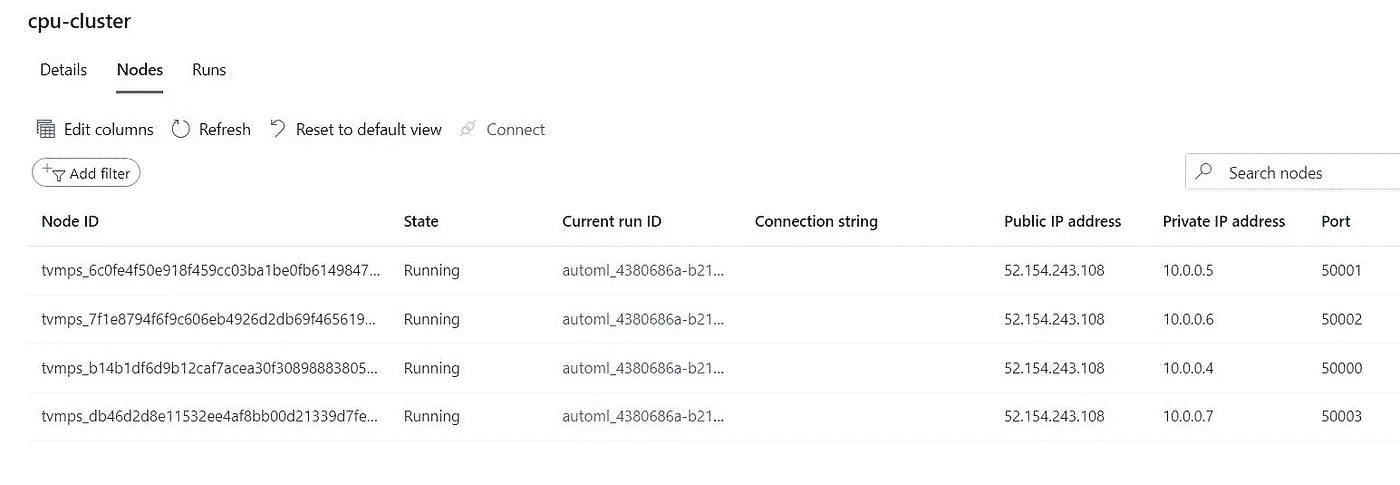 cpu-cluster
Details Nodes Runs
Edit columns Refresh Reset to default view Connect
Add filter Search nodes
Node ID State Current run ID Connection string Public IP address Private IP address Port
tvmps_6c0fe4f50e918f459cc03ba1be0fb6149847... Running automl_4380686a-b21... 52.154.243.108 10.0.0.5 50001
tvmps_7f1e8794f6f9c606eb4926d2db69f465619... Running automl_4380686a-b21... 52.154.243.108 10.0.0.6 50002
tvmps_b14b1df6d9b12caf7acea30f30898883805... Running automl_4380686a-b21... 52.154.243.108 10.0.0.4 50000
tvmps_db46d2d8e11532ee4af8bb00d21339d7fe... Running automl_4380686a-b21... 52.154.243.108 10.0.0.7 50003